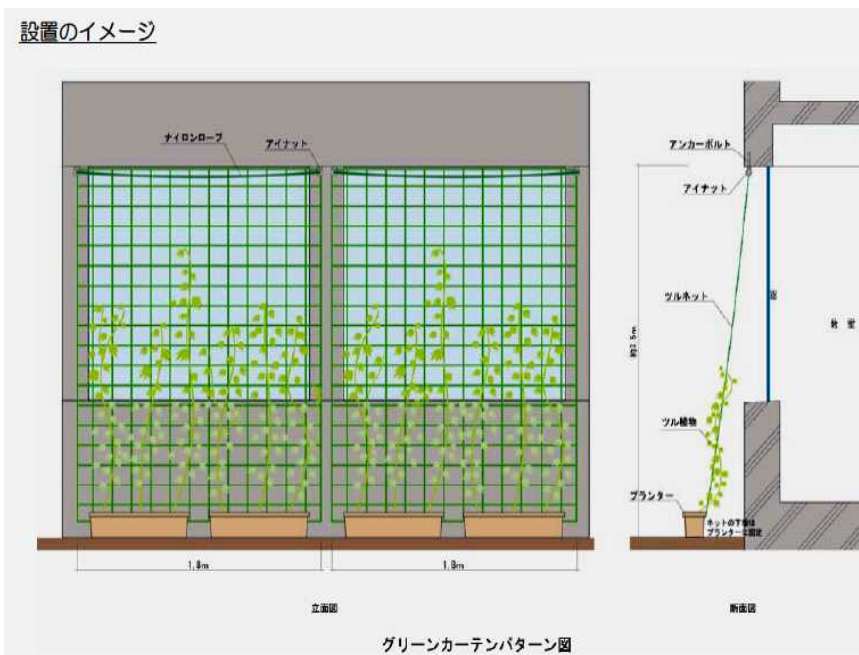 設置のイメージ
ナイロンロープ
アイナット
アンカーボルト
アイナット
ツルネット
窓
教 室
約2.5m
ツル植物
プランター
ネットの下端は
プランターに固定
1.8m
1.8m
立面図
断面図
グリーンカーテンパターン図